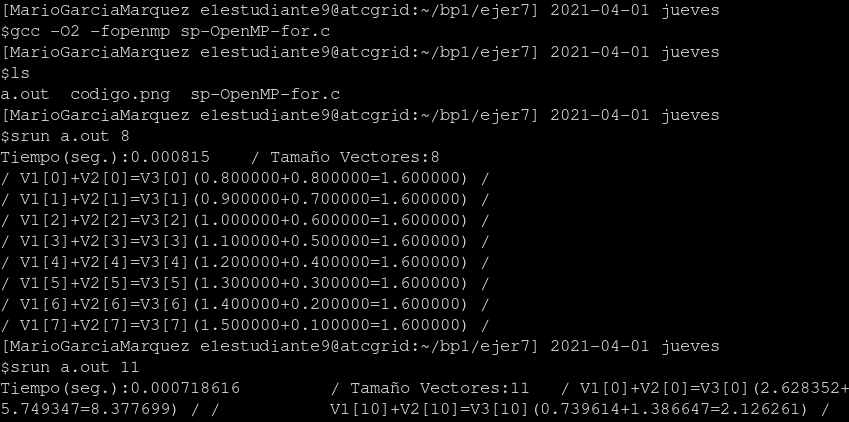 [MarioGarciaMarquez e1estudiante9@atcgrid:~/bp1/ejer7] 2021-04-01 jueves
$gcc -O2 -fopenmp sp-OpenMP-for.c
[MarioGarciaMarquez e1estudiante9@atcgrid:~/bp1/ejer7] 2021-04-01 jueves
$ls
a.out  codigo.png  sp-OpenMP-for.c
[MarioGarciaMarquez e1estudiante9@atcgrid:~/bp1/ejer7] 2021-04-01 jueves
$srun a.out 8
Tiempo(seg.):0.000815    / Tamaño Vectores:8
/ V1[0]+V2[0]=V3[0](0.800000+0.800000=1.600000) /
/ V1[1]+V2[1]=V3[1](0.900000+0.700000=1.600000) /
/ V1[2]+V2[2]=V3[2](1.000000+0.600000=1.600000) /
/ V1[3]+V2[3]=V3[3](1.100000+0.500000=1.600000) /
/ V1[4]+V2[4]=V3[4](1.200000+0.400000=1.600000) /
/ V1[5]+V2[5]=V3[5](1.300000+0.300000=1.600000) /
/ V1[6]+V2[6]=V3[6](1.400000+0.200000=1.600000) /
/ V1[7]+V2[7]=V3[7](1.500000+0.100000=1.600000) /
[MarioGarciaMarquez e1estudiante9@atcgrid:~/bp1/ejer7] 2021-04-01 jueves
$srun a.out 11
Tiempo(seg.):0.000718616         / Tamaño Vectores:11   / V1[0]+V2[0]=V3[0](2.628352+
5.749347=8.377699) / /           V1[10]+V2[10]=V3[10](0.739614+1.386647=2.126261) /